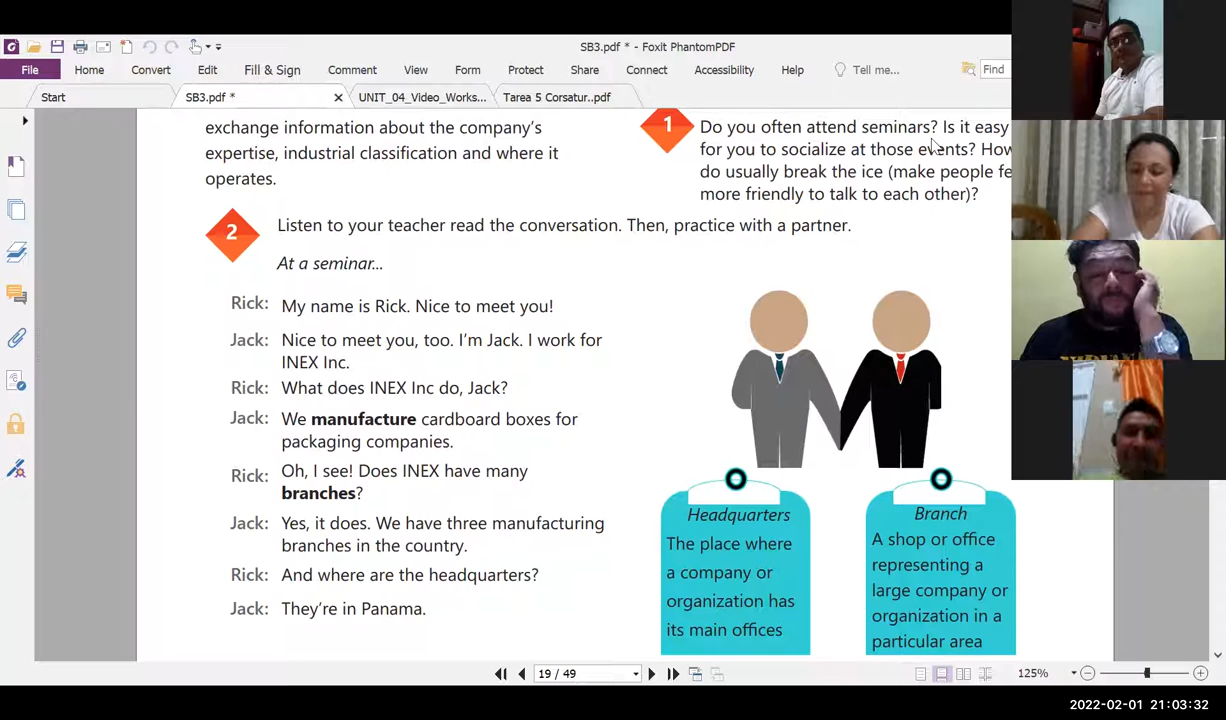 SB3.pdf * - Foxit PhantomPDF
File Home Convert Edit Fill & Sign Comment View Form Protect Share Connect Accessibility Help Tell me... Find
Start SB3.pdf * UNIT_04_Video_Works... Tarea 5 Corsatur..pdf
exchange information about the company's
expertise, industrial classification and where it
operates.
1
Do you often attend seminars? Is it easy
for you to socialize at those events? How
do usually break the ice (make people fe
more friendly to talk to each other)?
2
Listen to your teacher read the conversation. Then, practice with a partner.
At a seminar...
Rick: My name is Rick. Nice to meet you!
Jack: Nice to meet you, too. I'm Jack. I work for
INEX Inc.
Rick: What does INEX Inc do, Jack?
Jack: We manufacture cardboard boxes for
packaging companies.
Rick: Oh, I see! Does INEX have many
branches?
Jack: Yes, it does. We have three manufacturing
branches in the country.
Rick: And where are the headquarters?
Jack: They're in Panama.
Headquarters
The place where
a company or
organization has
its main offices
Branch
A shop or office
representing a
large company or
organization in a
particular area
19 / 49
125%
2022-02-01 21:03:32